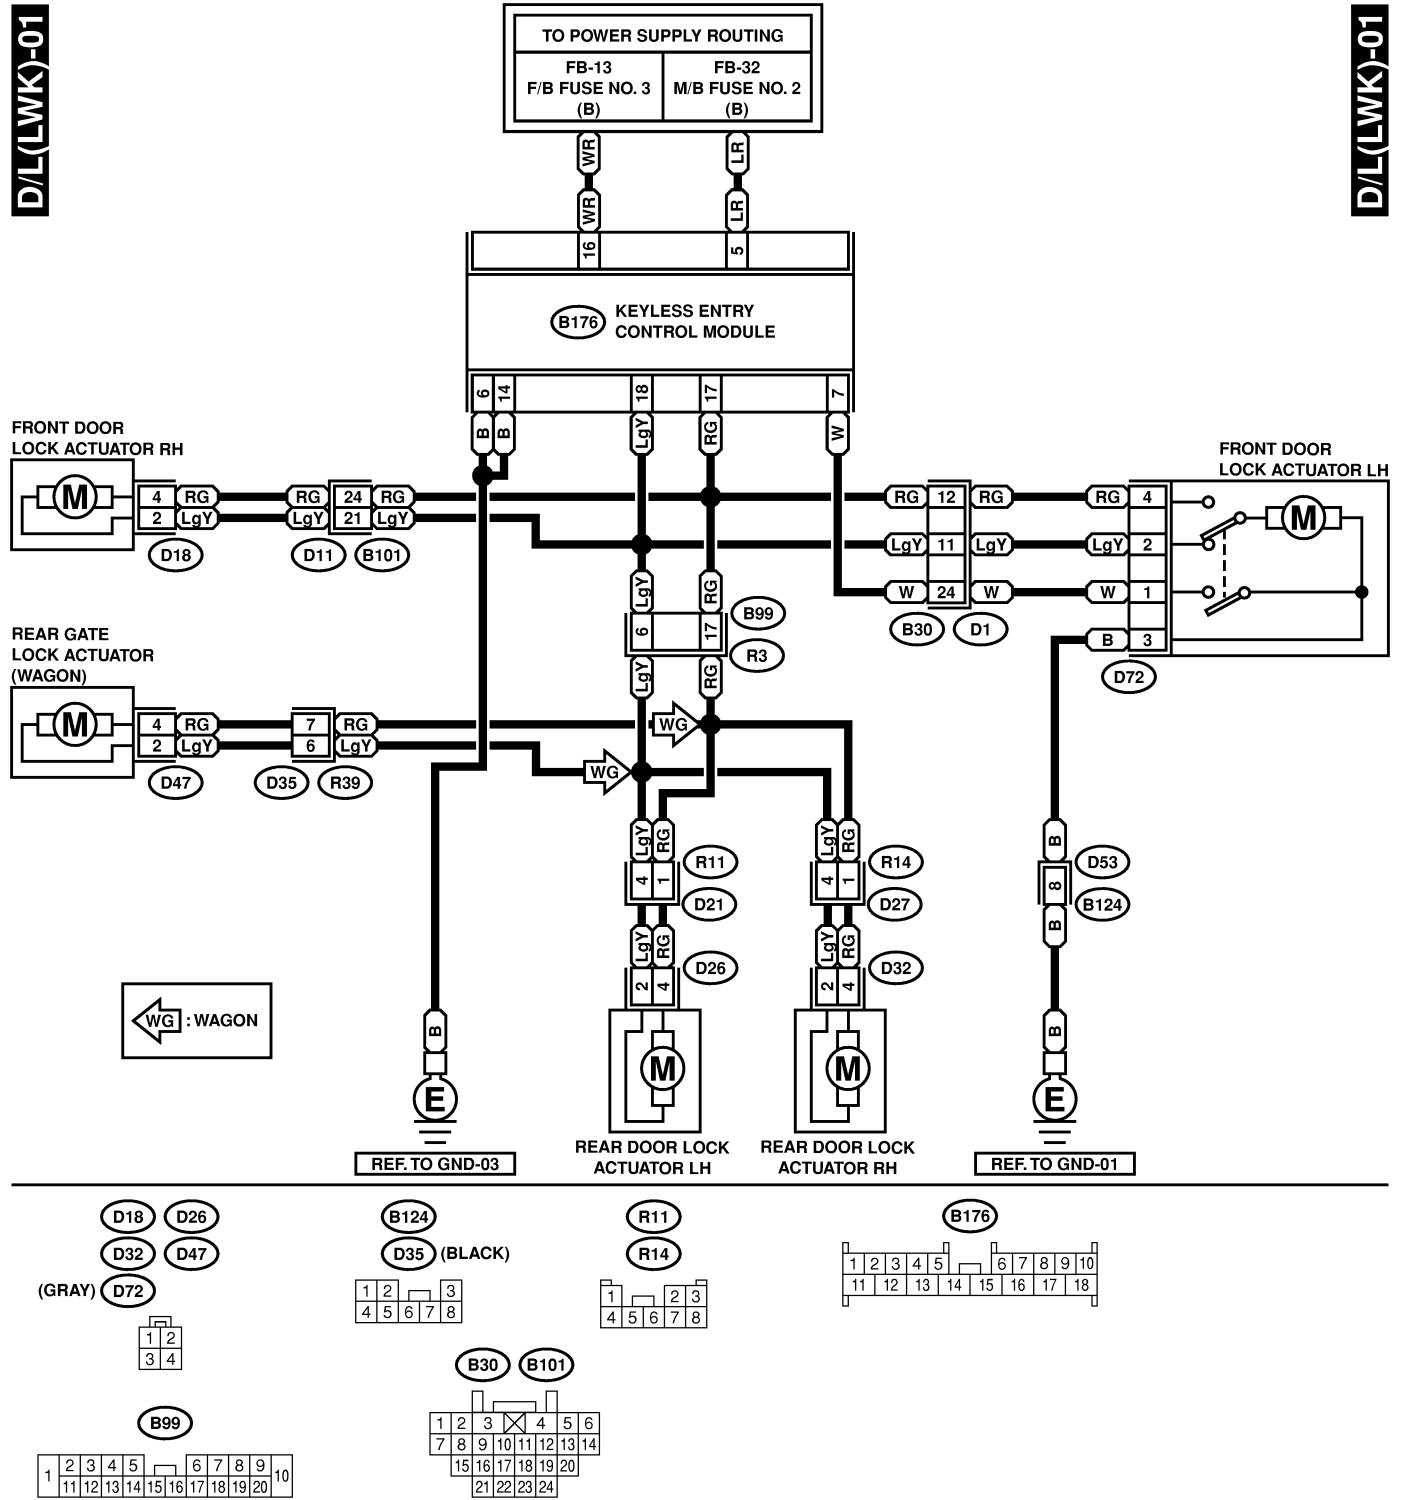 D/L(LWK)-01
D/L(LWK)-01
TO POWER SUPPLY ROUTING
FB-13
F/B FUSE NO. 3
(B)
FB-32
M/B FUSE NO. 2
(B)
WR
LR
WR
LR
16
5
B176
KEYLESS ENTRY
CONTROL MODULE
6
14
18
17
7
B
B
LgY
RG
W
FRONT DOOR
LOCK ACTUATOR RH
M
4 RG RG 24 RG
2 LgY LgY 21 LgY
D18
D11
B101
FRONT DOOR
LOCK ACTUATOR LH
RG 12 RG RG 4
LgY 11 LgY LgY 2
W 24 W W 1
B 3
M
B30
D1
D72
LgY
RG
6
17
B99
R3
LgY
RG
REAR GATE
LOCK ACTUATOR
(WAGON)
M
4 RG 7 RG
2 LgY 6 LgY
D47
D35
R39
WG
WG
LgY
RG
4
1
R11
D21
LgY
RG
2
4
D26
M
REAR DOOR LOCK
ACTUATOR LH
LgY
RG
4
1
R14
D27
LgY
RG
2
4
D32
M
REAR DOOR LOCK
ACTUATOR RH
B
8
D53
B124
B
B
E
REF. TO GND-01
WG : WAGON
B
E
REF. TO GND-03
D18 D26
D32 D47
(GRAY) D72
1 2
3 4
B124
D35 (BLACK)
1 2 3
4 5 6 7 8
R11
R14
1 2 3
4 5 6 7 8
B176
1 2 3 4 5 6 7 8 9 10
11 12 13 14 15 16 17 18
B99
1 2 3 4 5 6 7 8 9 10
11 12 13 14 15 16 17 18 19 20
B30 B101
1 2 3 4 5 6
7 8 9 10 11 12 13 14
15 16 17 18 19 20
21 22 23 24